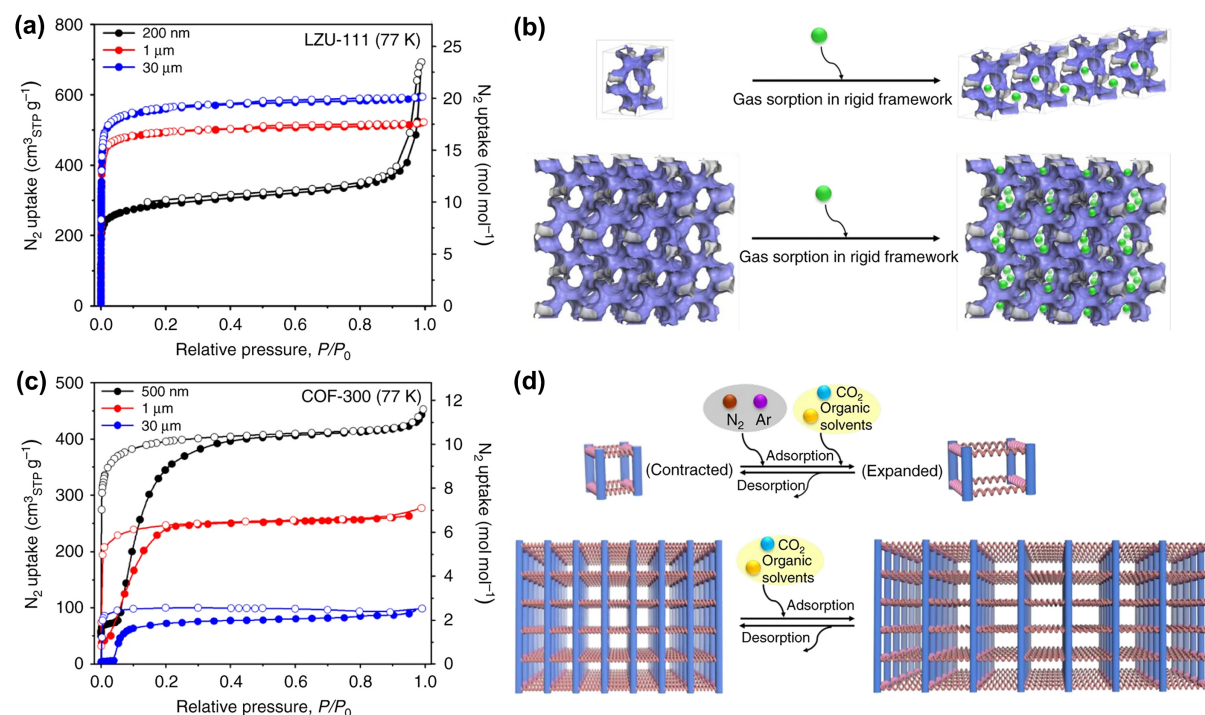 (a)
800
600
400
200
0
N2 uptake (cm3STP g−1)
200 nm
1 μm
30 μm
LZU-111 (77 K)
25
20
15
10
5
0
N2 uptake (mol mol−1)
0.0 0.2 0.4 0.6 0.8 1.0
Relative pressure, P/P0
(b)
Gas sorption in rigid framework
Gas sorption in rigid framework
(c)
500
400
350
300
250
200
150
100
50
0
N2 uptake (cm3STP g−1)
500 nm
1 μm
30 μm
COF-300 (77 K)
12
10
8
6
4
2
0
N2 uptake (mol mol−1)
0.0 0.2 0.4 0.6 0.8 1.0
Relative pressure, P/P0
(d)
N2 Ar
CO2
Organic
solvents
Adsorption
(Contracted) (Expanded)
Desorption
CO2
Organic
solvents
Adsorption
Desorption